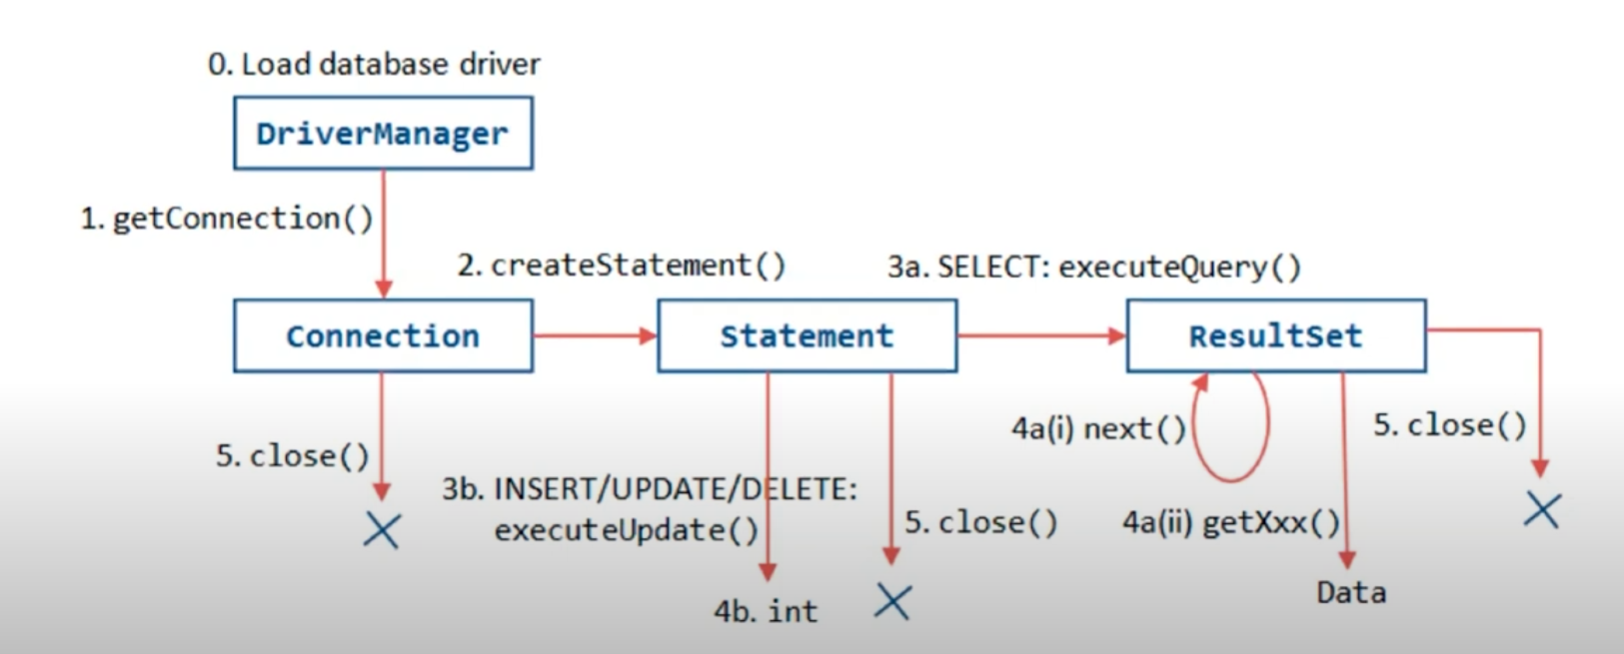 0. Load database driver
DriverManager
1. getConnection()
2. createStatement()
3a. SELECT: executeQuery()
Connection
Statement
ResultSet
5. close()
3b. INSERT/UPDATE/DELETE:
executeUpdate()
4b. int
5. close()
4a(i) next()
4a(ii) getXxx()
Data
5. close()